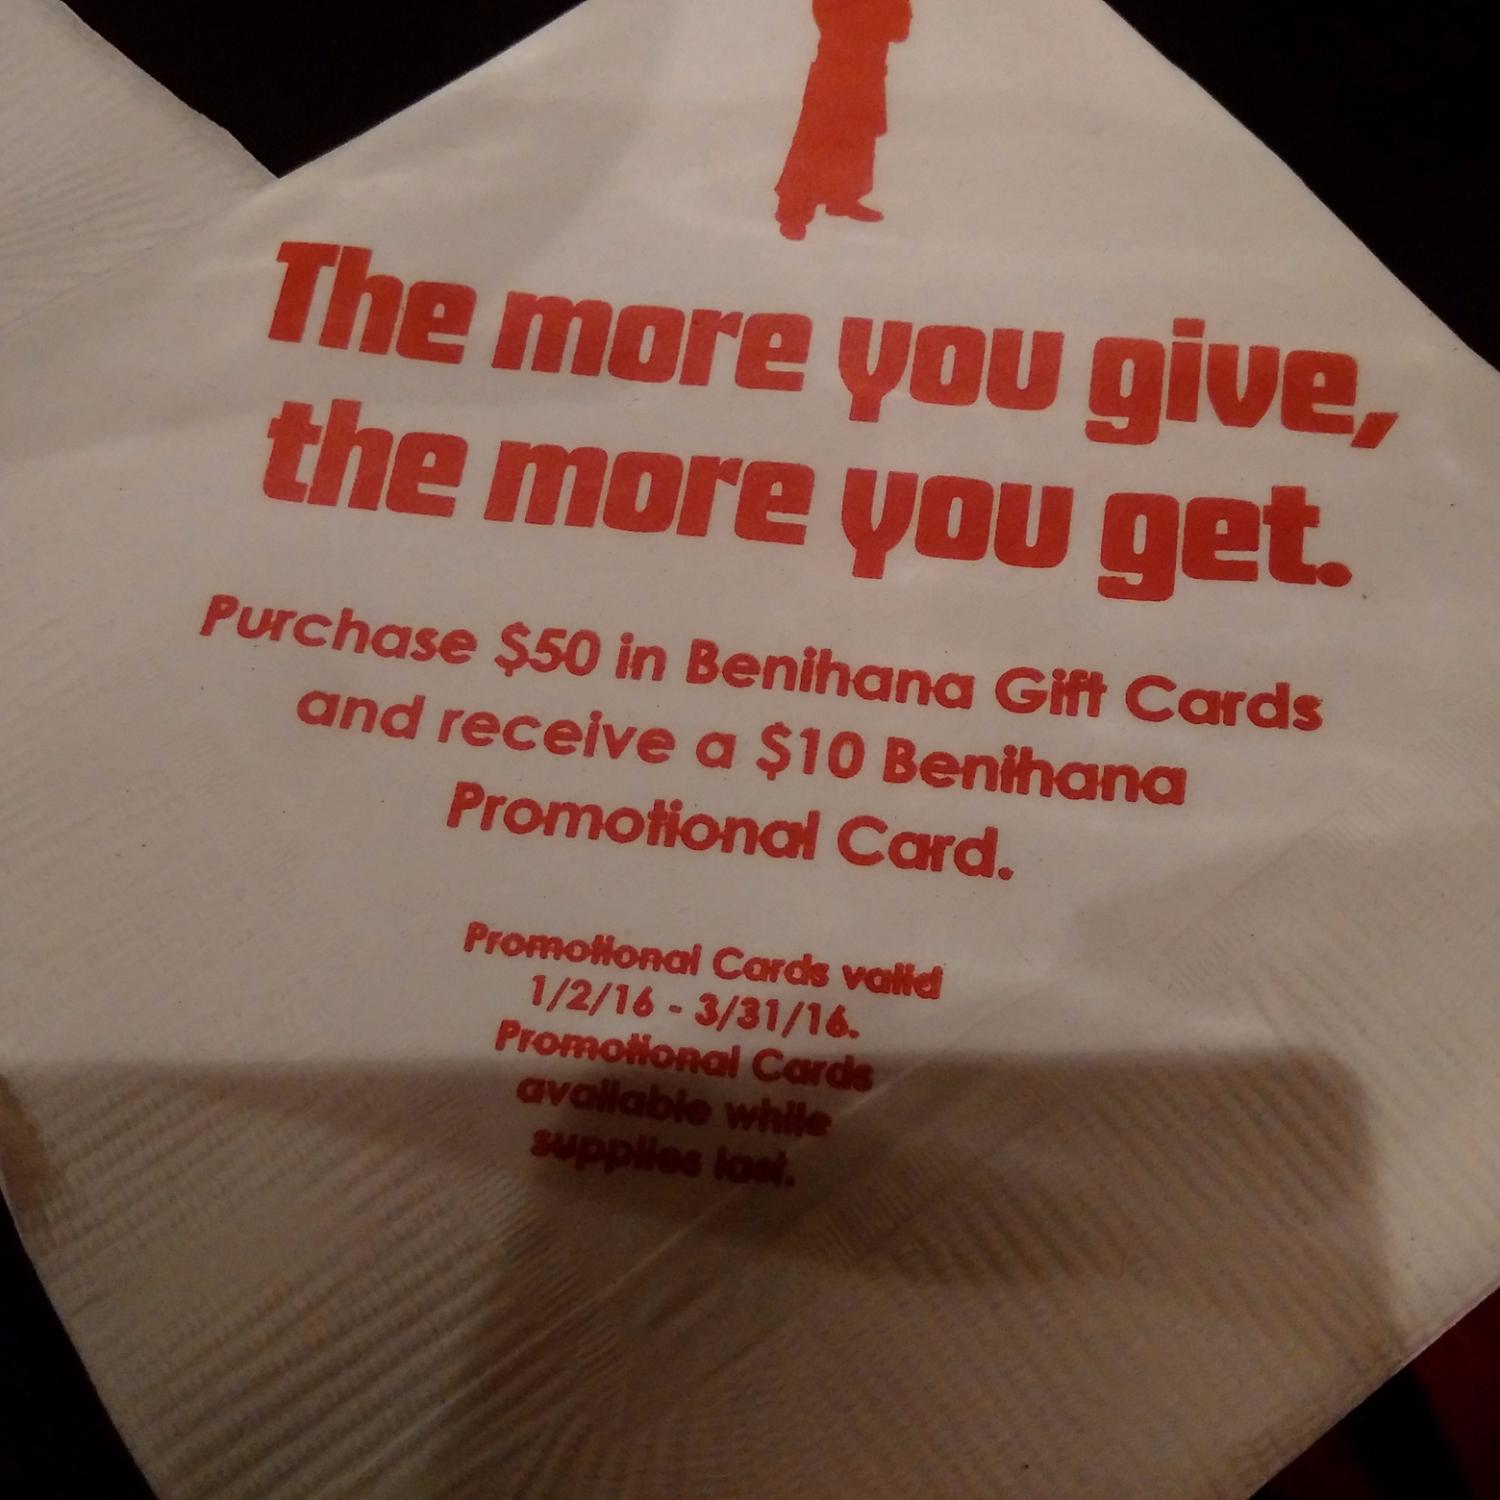 The more you give,
the more you get.
Purchase $50 in Benihana Gift Cards
and receive a $10 Benihana
Promotional Card.
Promotional Cards valid
1/2/16 - 3/31/16.
Promotional Cards
available while
supplies last.